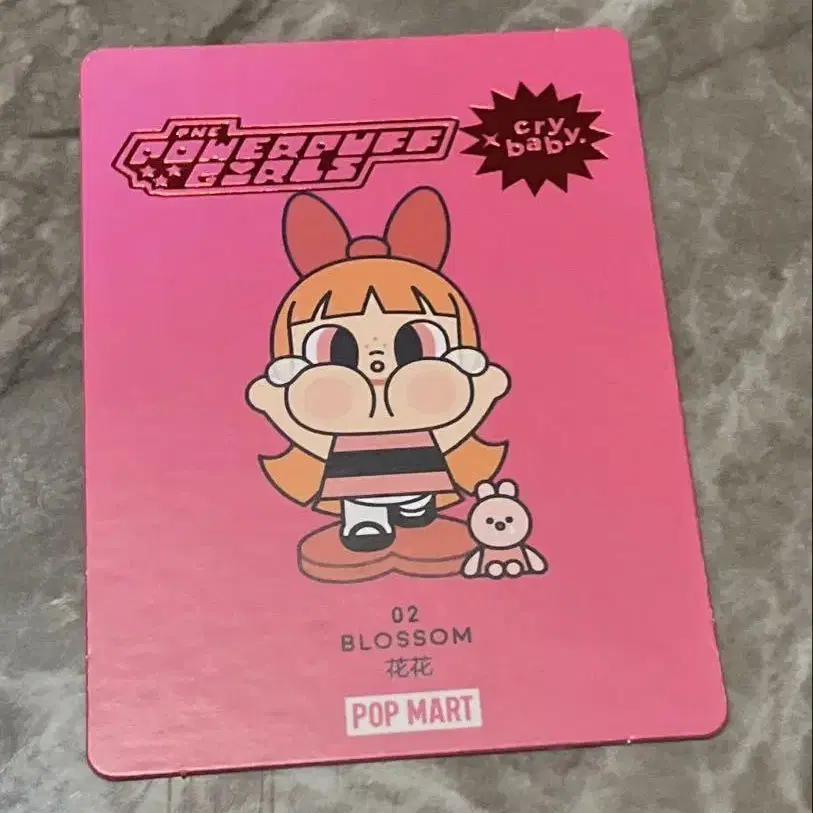 THE
POWERPUFF
GIRLS
x cry
baby.
02
BLOSSOM
花花
POP MART